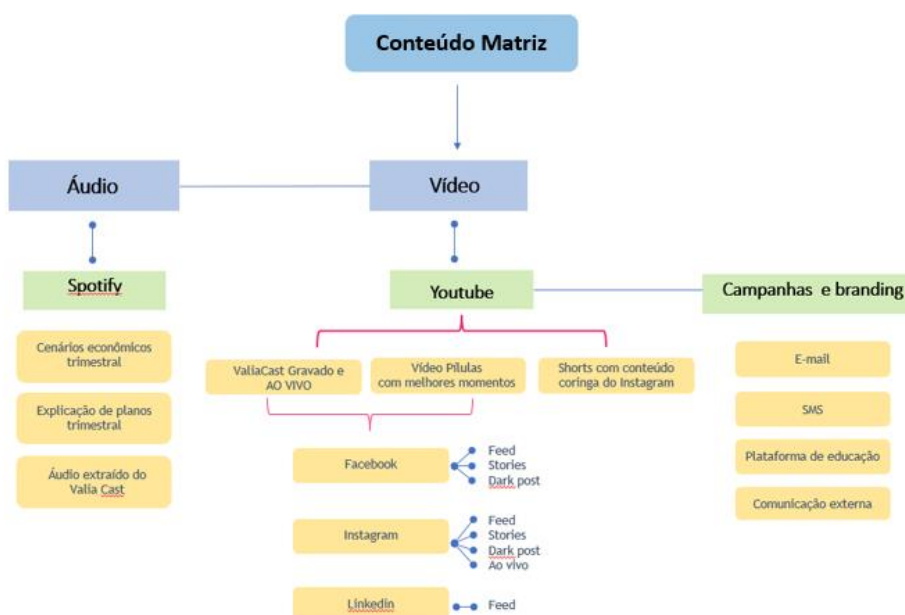 Conteúdo Matriz
Áudio
Vídeo
Spotify
Youtube
Campanhas e branding
Cenários econômicos
trimestral
Explicação de planos
trimestral
Áudio extraído do
Valia Cast
ValiaCast Gravado e
AO VIVO
Vídeo Pílulas
com melhores momentos
Shorts com conteúdo
coringa do Instagram
E-mail
SMS
Plataforma de educação
Comunicação externa
Facebook
Feed
Stories
Dark post
Instagram
Feed
Stories
Dark post
Ao vivo
Linkedin
Feed